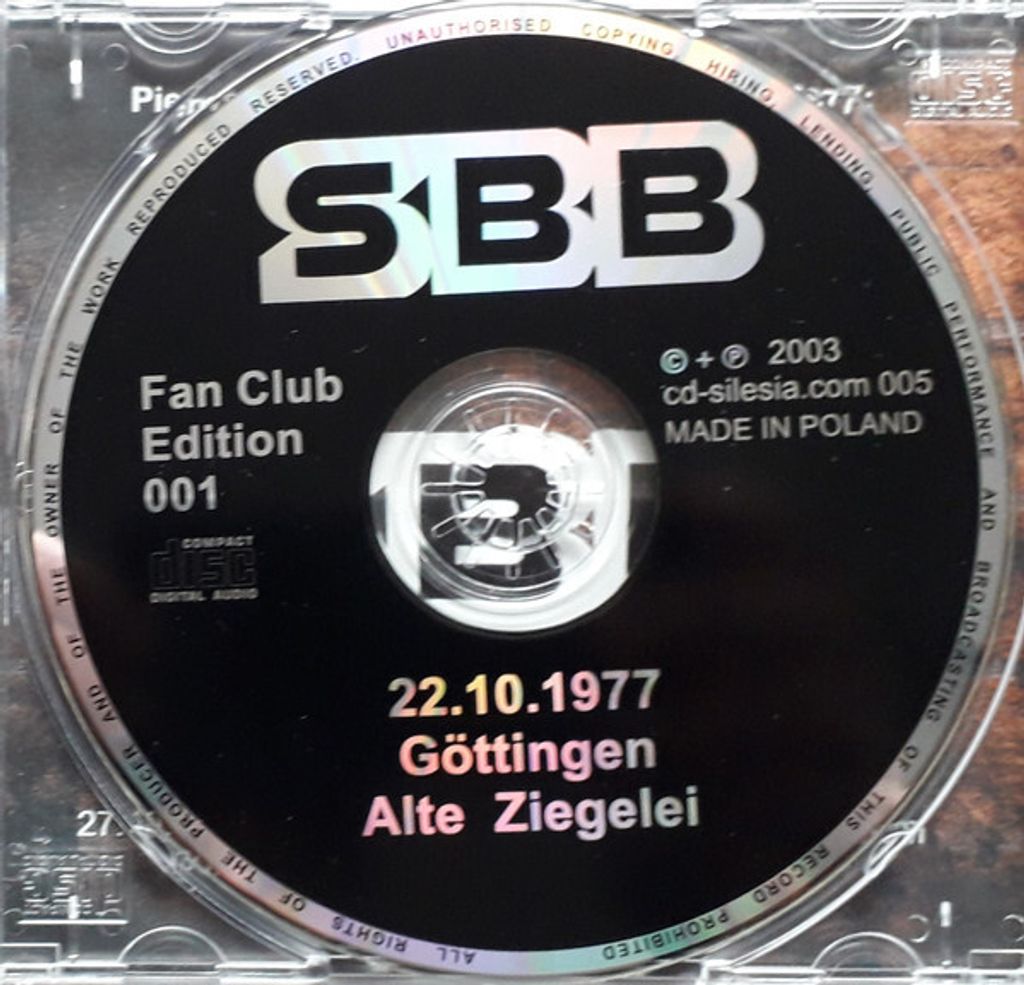 SBB
Fan Club
Edition
001
COMPACT
disc
DIGITAL AUDIO
© + ℗ 2003
cd-silesia.com 005
MADE IN POLAND
22.10.1977
Göttingen
Alte Ziegelei
ALL RIGHTS OF THE PRODUCER AND OF THE OWNER OF THE WORK REPRODUCED RESERVED. UNAUTHORISED COPYING, HIRING, LENDING, PUBLIC PERFORMANCE AND BROADCASTING OF THIS RECORD PROHIBITED
27.